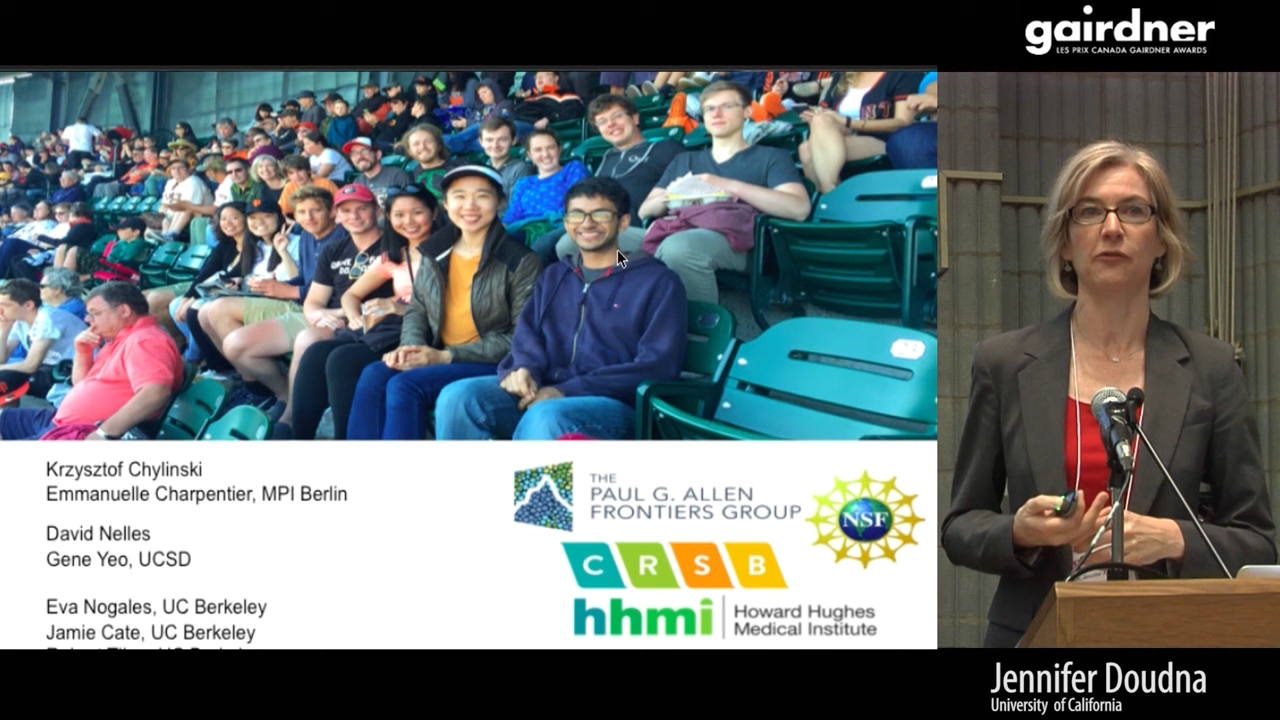 gairdner
LES PRIX CANADA GAIRDNER AWARDS
Krzysztof Chylinski
Emmanuelle Charpentier, MPI Berlin
David Nelles
Gene Yeo, UCSD
Eva Nogales, UC Berkeley
Jamie Cate, UC Berkeley
THE
PAUL G. ALLEN
FRONTIERS GROUP
NSF
CRSB
hhmi
Howard Hughes
Medical Institute
Jennifer Doudna
University of California